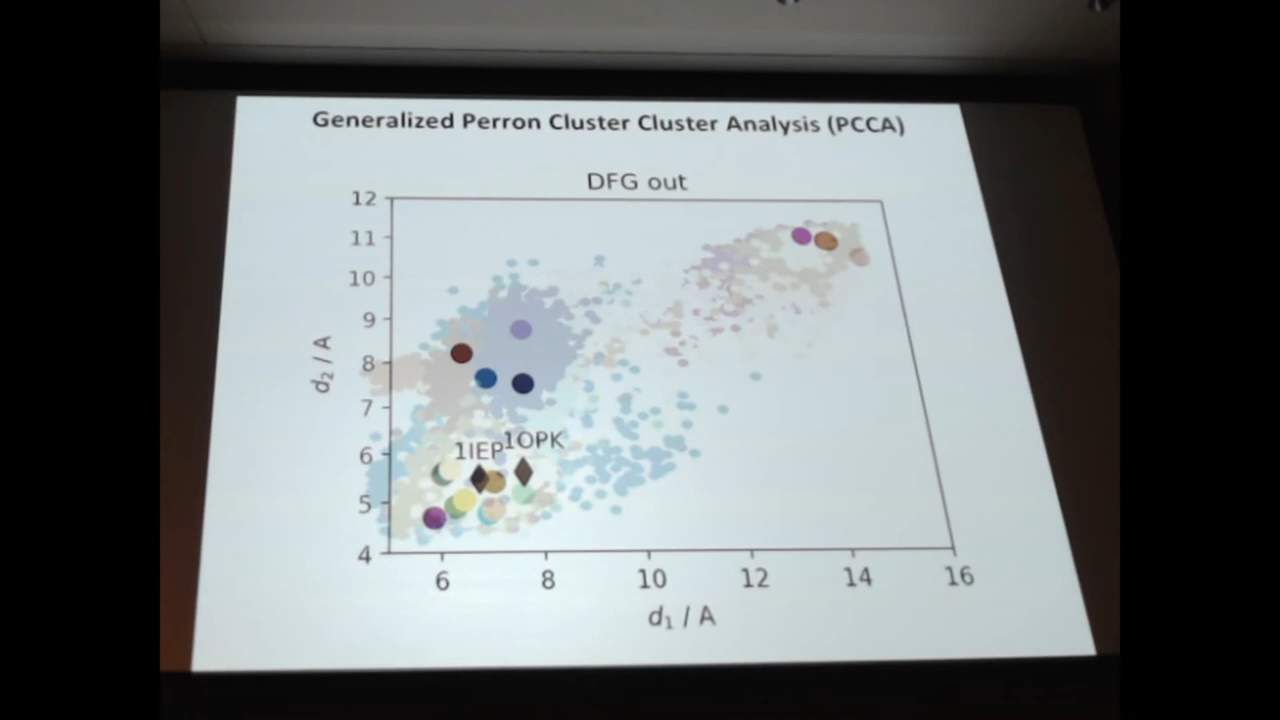 Generalized Perron Cluster Cluster Analysis (PCCA)
DFG out
12
11
10
9
8
7
6
5
4
d₂ / A
1IEP
1OPK
6 8 10 12 14 16
d₁ / A